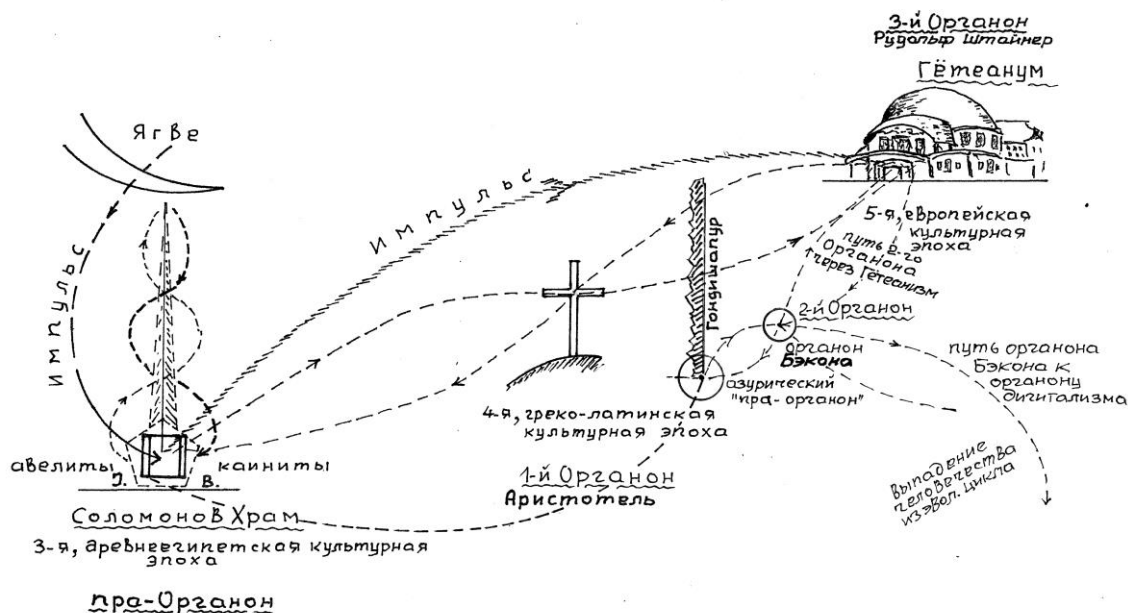 3-й Органон
Рудольф Штайнер
Гётеанум
Ягве
импульс
импульс
5-я, европейская
культурная
эпоха
путь 2-го
Органона
через Гётеанизм
Гондишапур
2-й Органон
органон
Бэкона
азурический
"пра-органон"
путь органона
Бэкона к
органону
дигитализма
выпадение
человечества
из эвол. цикла
4-я, греко-латинская
культурная эпоха
1-й Органон
Аристотель
авелиты
каиниты
J.
B.
Соломонов Храм
3-я, древнеегипетская культурная
эпоха
пра-Органон